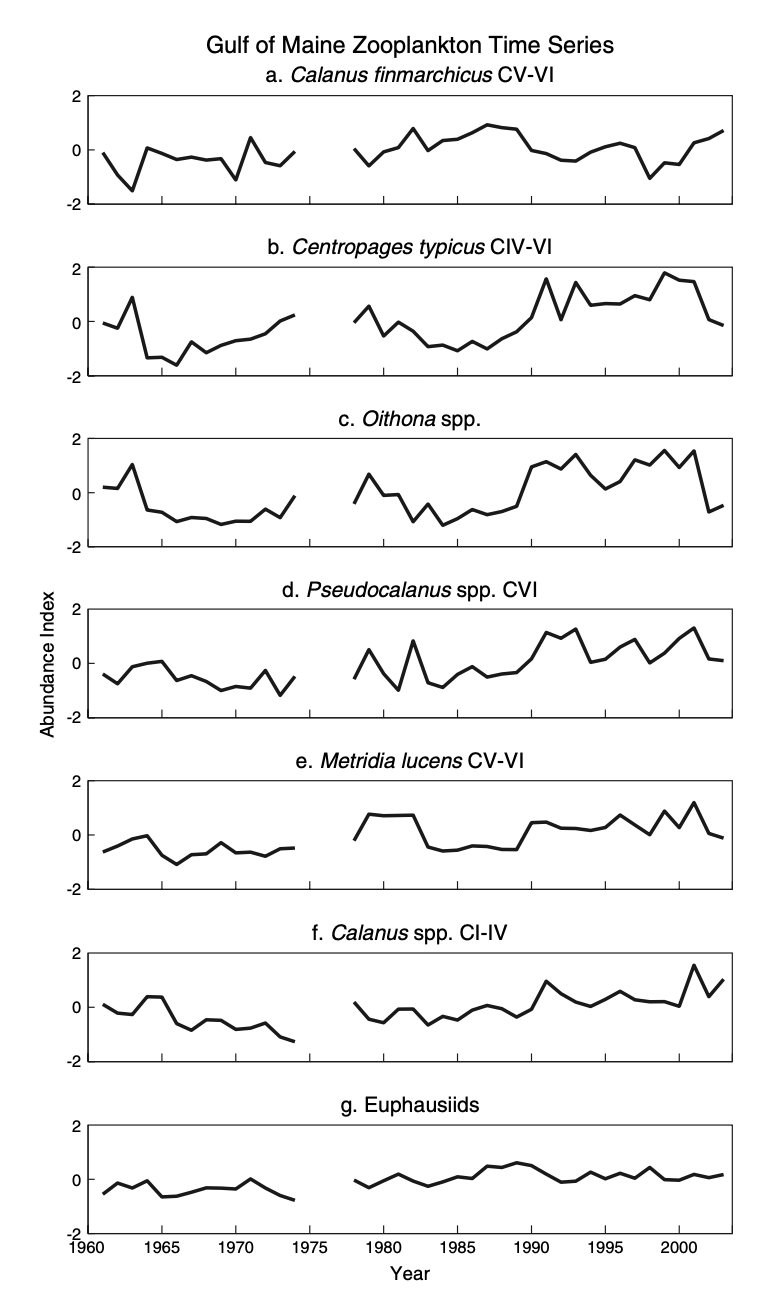 Gulf of Maine Zooplankton Time Series
a. Calanus finmarchicus CV-VI
2
0
-2
b. Centropages typicus CIV-VI
2
0
-2
c. Oithona spp.
2
0
-2
d. Pseudocalanus spp. CVI
2
0
-2
Abundance Index
e. Metridia lucens CV-VI
2
0
-2
f. Calanus spp. CI-IV
2
0
-2
g. Euphausiids
2
0
-2
1960 1965 1970 1975 1980 1985 1990 1995 2000
Year